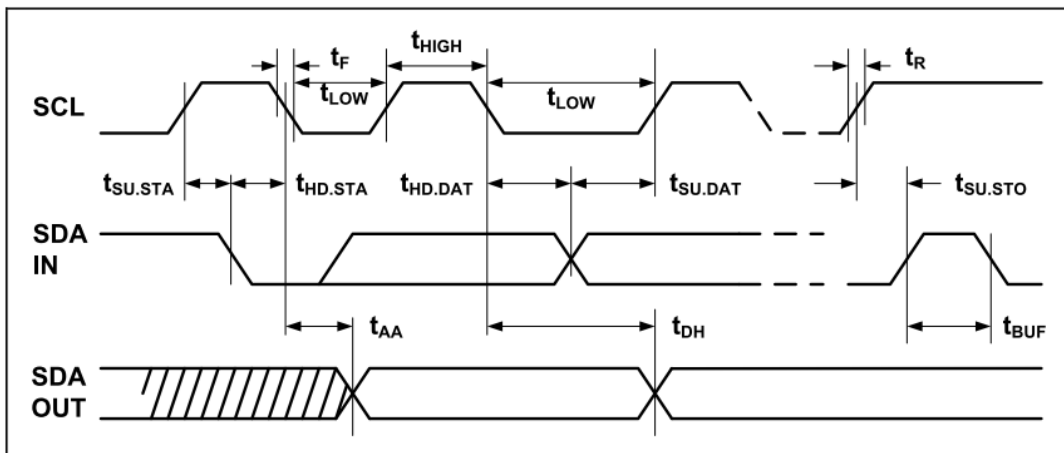 tF
tHIGH
tR
SCL
tLOW
tLOW
tSU.STA
tHD.STA
tHD.DAT
tSU.DAT
tSU.STO
SDA
IN
tAA
tDH
tBUF
SDA
OUT